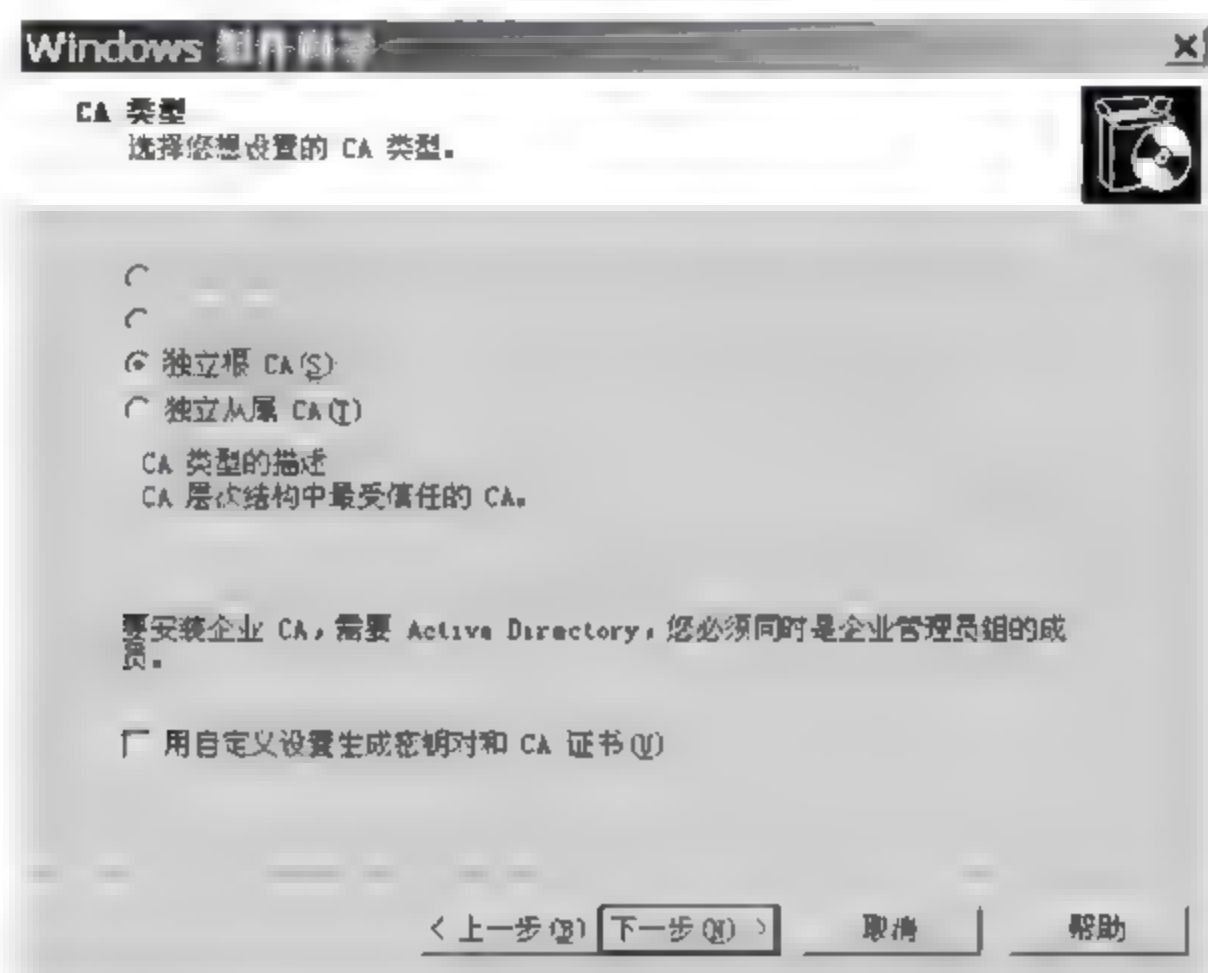 Windows 组件向导
CA 类型
选择您想设置的 CA 类型。
独立根 CA(S)
独立从属 CA(T)
CA 类型的描述
CA 层次结构中最受信任的 CA。
要安装企业 CA，需要 Active Directory，您必须同时是企业管理员组的成
员。
用自定义设置生成密钥对和 CA 证书(U)
< 上一步(B) 下一步(N) > 取消 帮助